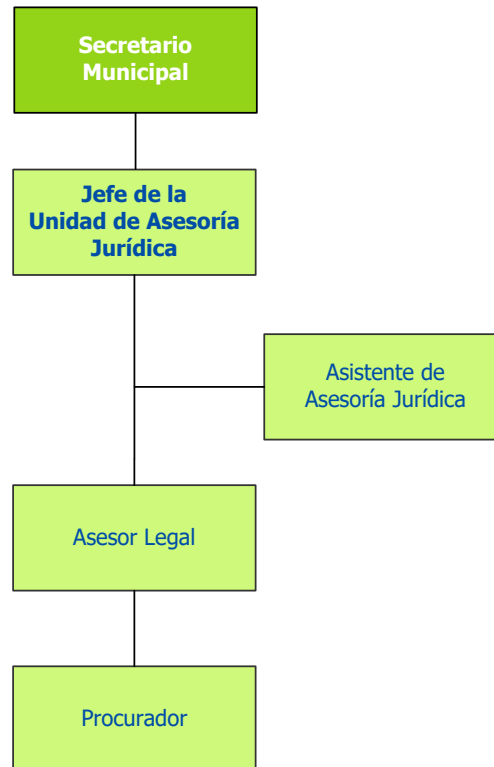 Secretario
Municipal
Jefe de la
Unidad de Asesoría
Jurídica
Asistente de
Asesoría Jurídica
Asesor Legal
Procurador